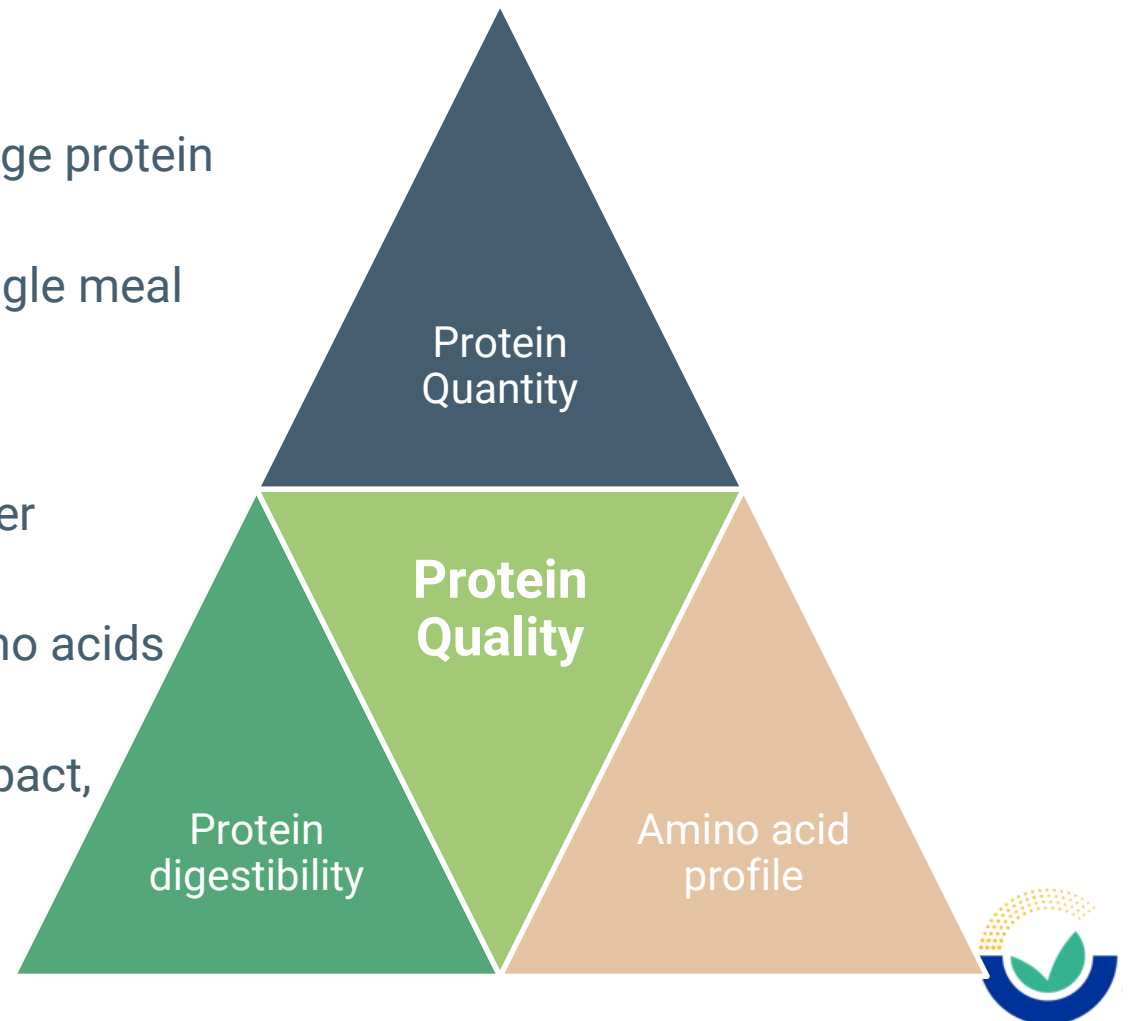 ge protein
gle meal
Protein
Quantity
er
Protein
Quality
no acids
pact,
Protein
digestibility
Amino acid
profile